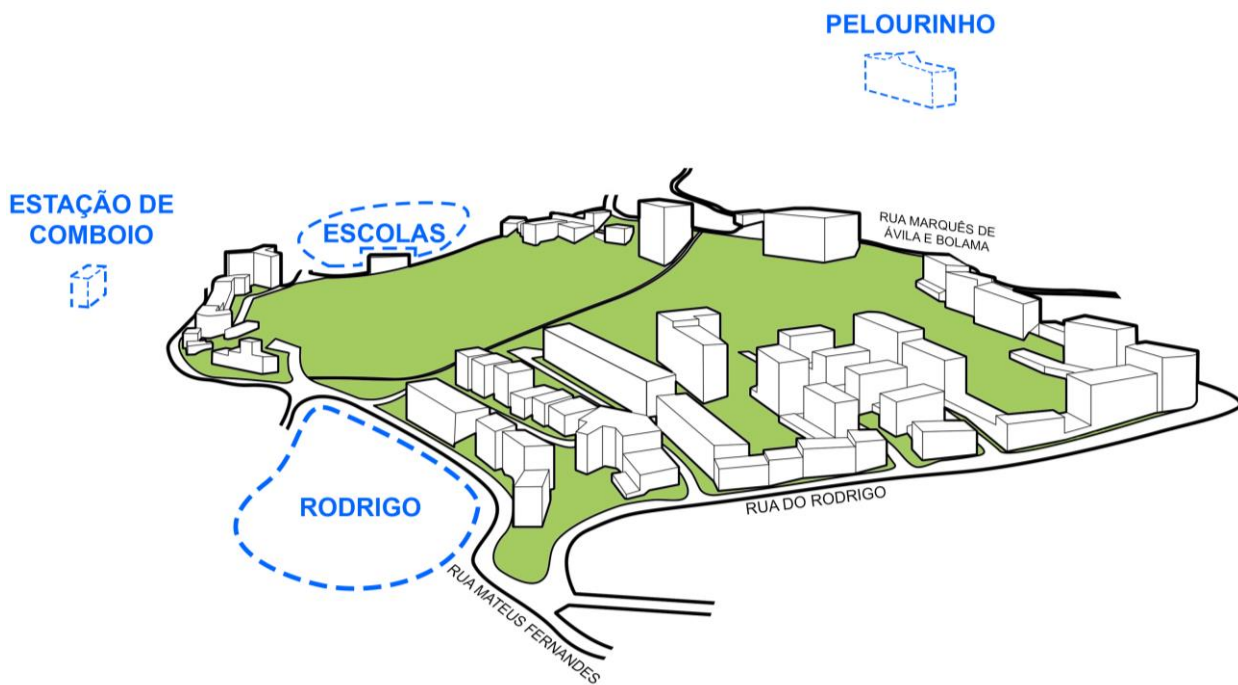 PELOURINHO
ESTAÇÃO DE
COMBOIO
ESCOLAS
RUA MARQUÊS DE
ÁVILA E BOLAMA
RODRIGO
RUA DO RODRIGO
RUA MATEUS FERNANDES